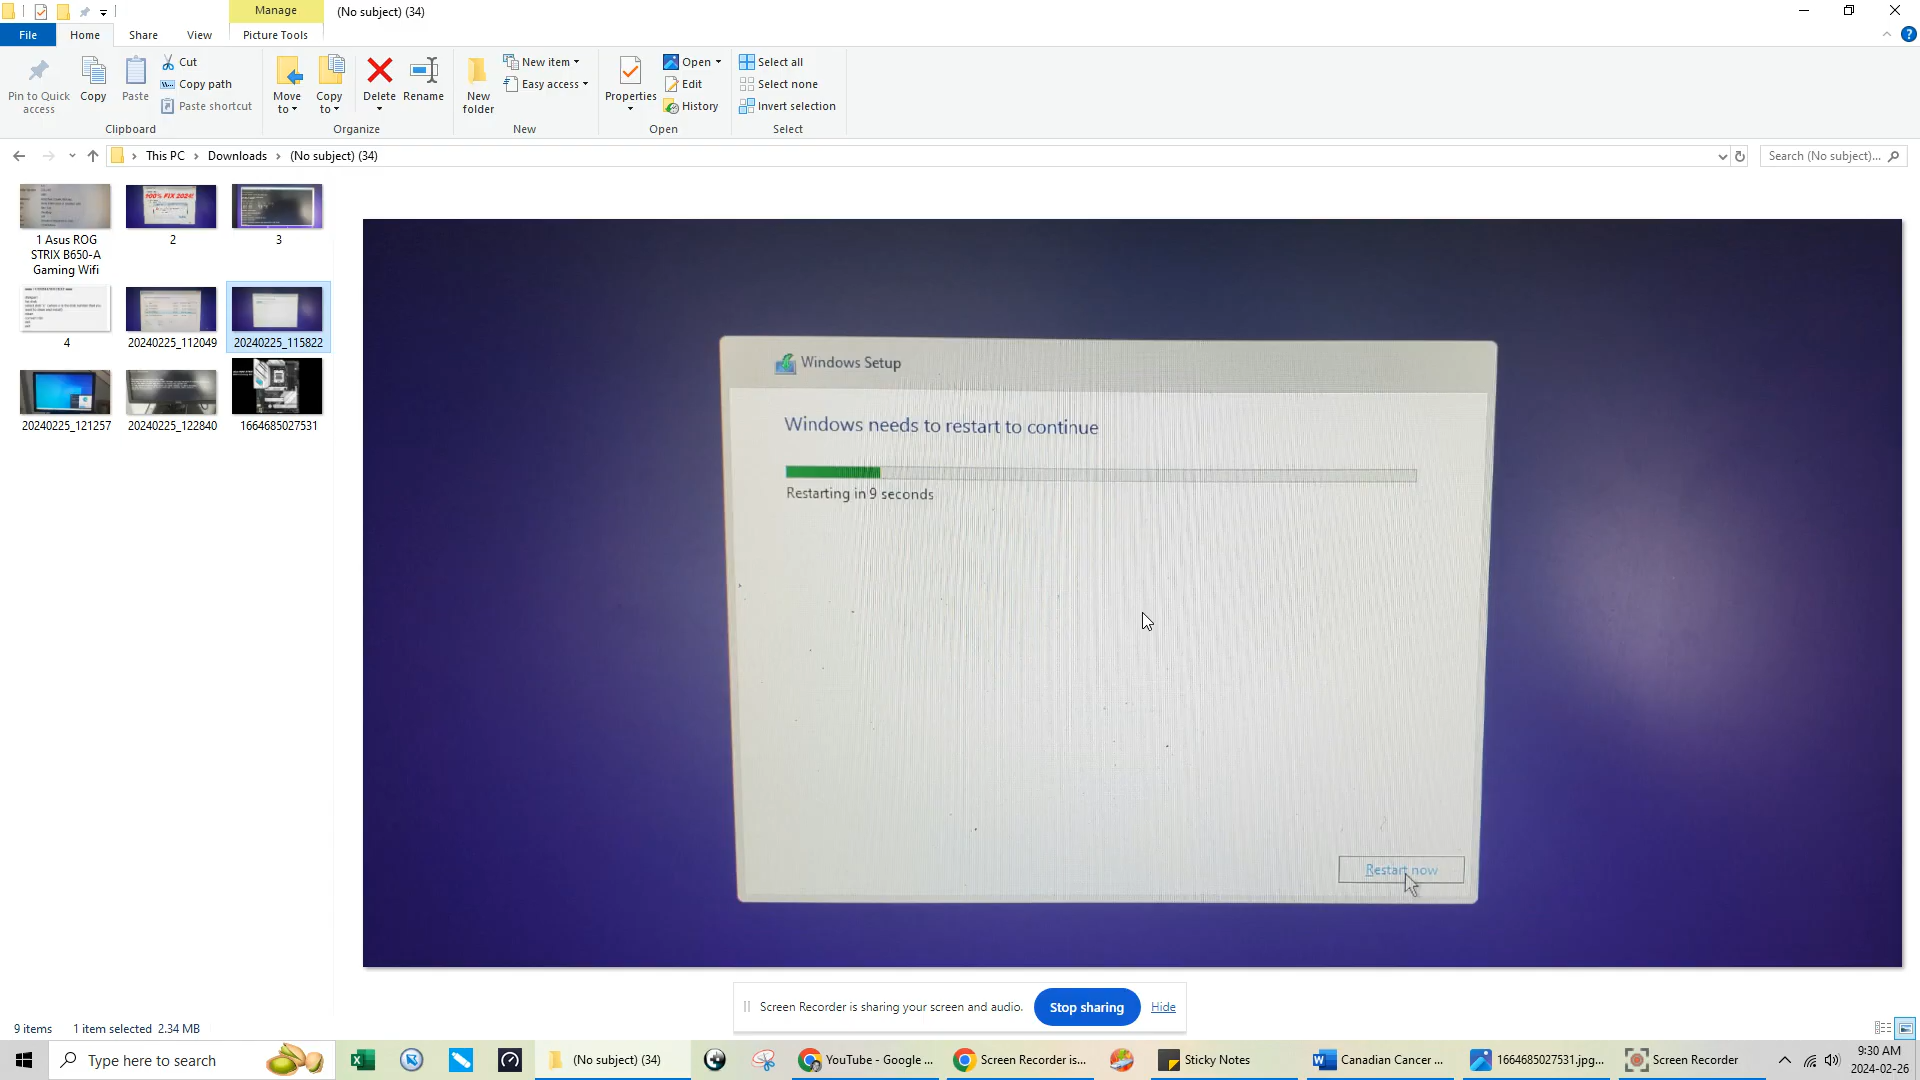 Manage
(No subject) (34)
File
Home
Share
View
Picture Tools
Pin to Quick access
Copy
Paste
Cut
Copy path
Paste shortcut
Clipboard
Move to
Copy to
Delete
Rename
Organize
New folder
New item
Easy access
New
Properties
Open
Edit
History
Open
Select all
Select none
Invert selection
Select
This PC
Downloads
(No subject) (34)
Search (No subject)...
100% FIX 2024!
1 Asus ROG
STRIX B650-A
Gaming Wifi
2
3
4
20240225_112049
20240225_115822
20240225_121257
20240225_122840
1664685027531
Windows Setup
Windows needs to restart to continue
Restarting in 9 seconds
Restart now
Screen Recorder is sharing your screen and audio.
Stop sharing
Hide
9 items
1 item selected 2.34 MB
Type here to search
(No subject) (34)
YouTube - Google ...
Screen Recorder is...
Sticky Notes
Canadian Cancer ...
1664685027531.jpg...
Screen Recorder
9:30 AM
2024-02-26